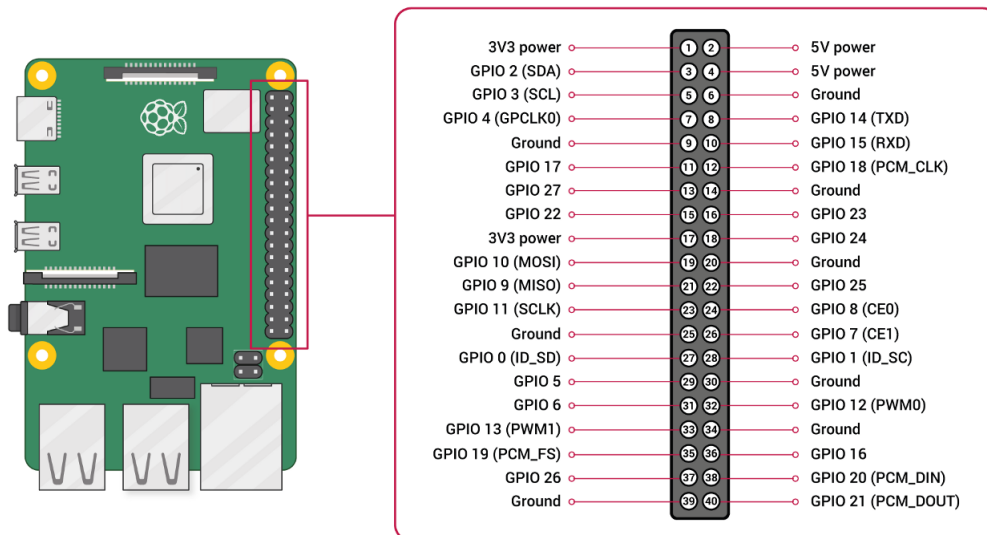 3V3 power 1 2 5V power
GPIO 2 (SDA) 3 4 5V power
GPIO 3 (SCL) 5 6 Ground
GPIO 4 (GPCLK0) 7 8 GPIO 14 (TXD)
Ground 9 10 GPIO 15 (RXD)
GPIO 17 11 12 GPIO 18 (PCM_CLK)
GPIO 27 13 14 Ground
GPIO 22 15 16 GPIO 23
3V3 power 17 18 GPIO 24
GPIO 10 (MOSI) 19 20 Ground
GPIO 9 (MISO) 21 22 GPIO 25
GPIO 11 (SCLK) 23 24 GPIO 8 (CE0)
Ground 25 26 GPIO 7 (CE1)
GPIO 0 (ID_SD) 27 28 GPIO 1 (ID_SC)
GPIO 5 29 30 Ground
GPIO 6 31 32 GPIO 12 (PWM0)
GPIO 13 (PWM1) 33 34 Ground
GPIO 19 (PCM_FS) 35 36 GPIO 16
GPIO 26 37 38 GPIO 20 (PCM_DIN)
Ground 39 40 GPIO 21 (PCM_DOUT)